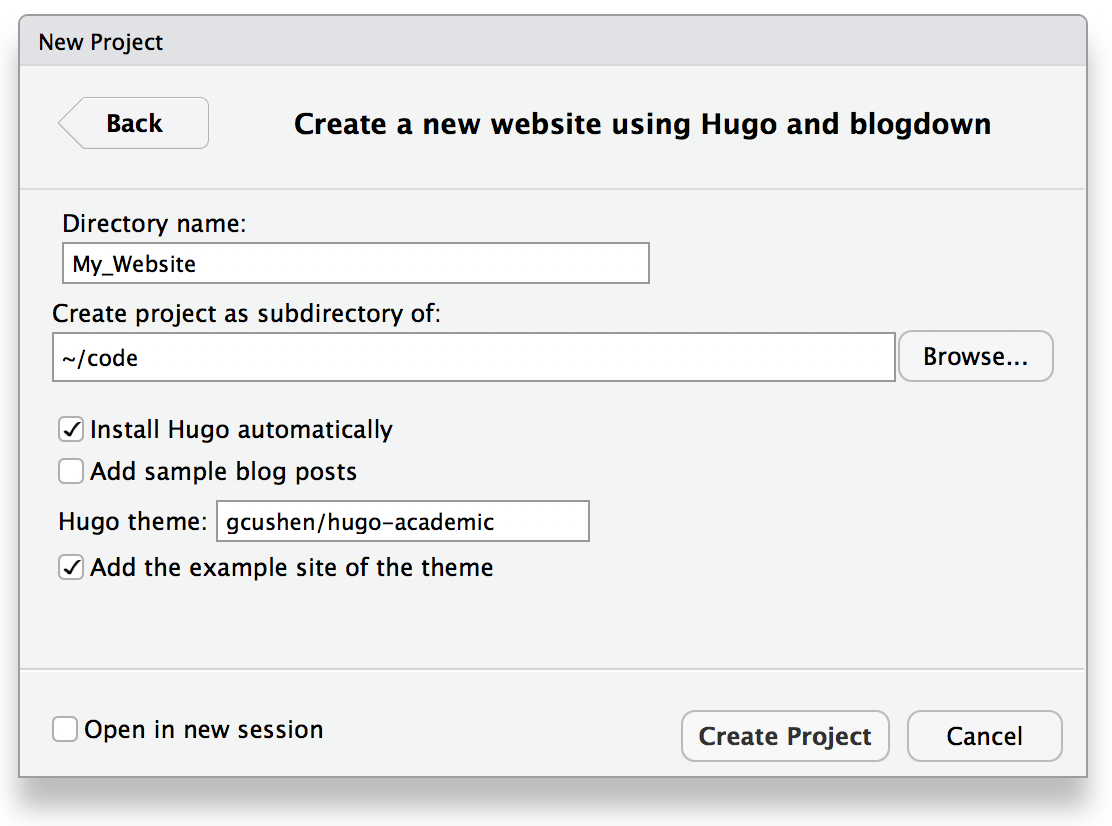 New Project
Back
Create a new website using Hugo and blogdown
Directory name:
My_Website
Create project as subdirectory of:
~/code
Browse...
Install Hugo automatically
Add sample blog posts
Hugo theme: gcushen/hugo-academic
Add the example site of the theme
Open in new session
Create Project
Cancel